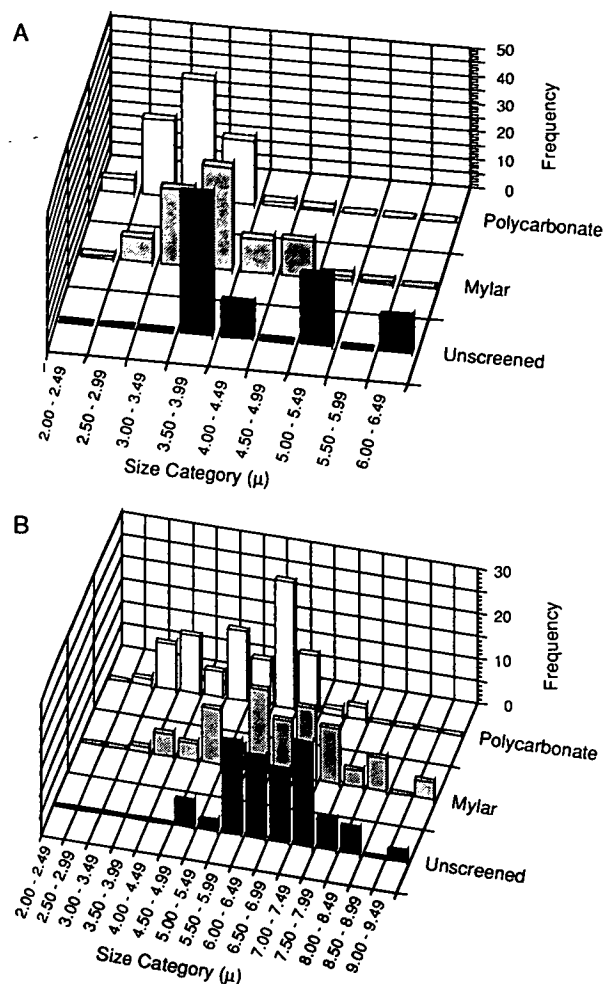 A
50
40
30
20
10
0
Frequency
Polycarbonate
Mylar
Unscreened
2.00 - 2.49
2.50 - 2.99
3.00 - 3.49
3.50 - 3.99
4.00 - 4.49
4.50 - 4.99
5.00 - 5.49
5.50 - 5.99
6.00 - 6.49
Size Category (μ)
B
30
20
10
0
Frequency
Polycarbonate
Mylar
Unscreened
2.00 - 2.49
2.50 - 2.99
3.00 - 3.49
3.50 - 3.99
4.00 - 4.49
4.50 - 4.99
5.00 - 5.49
5.50 - 5.99
6.00 - 6.49
6.50 - 6.99
7.00 - 7.49
7.50 - 7.99
8.00 - 8.49
8.50 - 8.99
9.00 - 9.49
Size Category (μ)